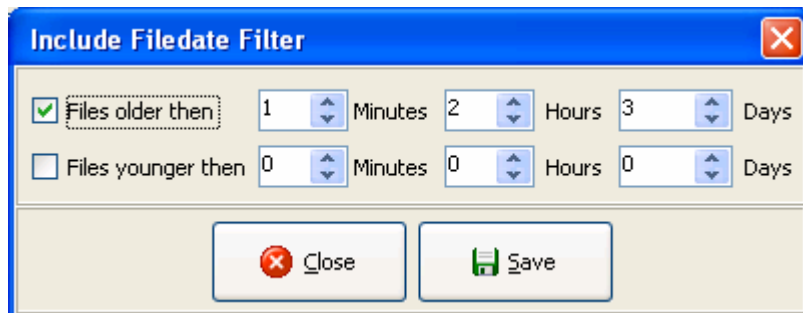 Include Filedate Filter
Files older then 1 Minutes 2 Hours 3 Days
Files younger then 0 Minutes 0 Hours 0 Days
Close Save